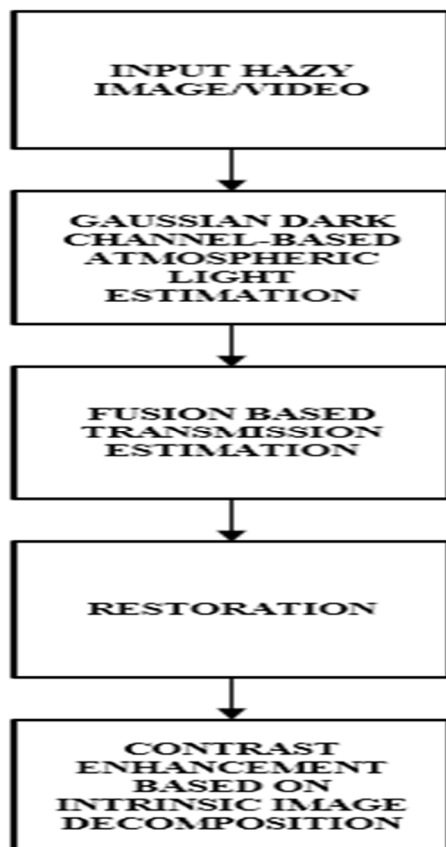 INPUT HAZY
IMAGE/VIDEO
GAUSSIAN DARK
CHANNEL-BASED
ATMOSPHERIC
LIGHT
ESTIMATION
FUSION BASED
TRANSMISSION
ESTIMATION
RESTORATION
CONTRAST
ENHANCEMENT
BASED ON
INTRINSIC IMAGE
DECOMPOSITION